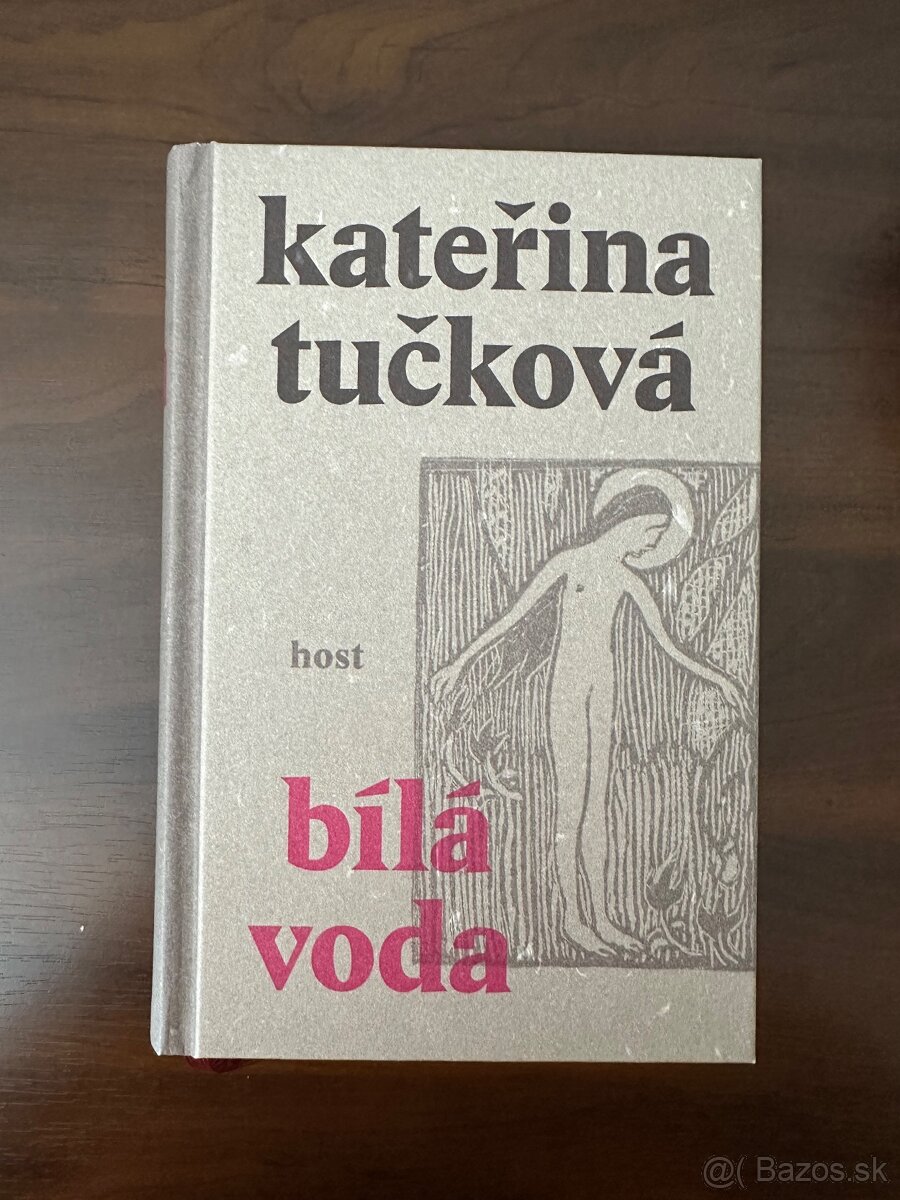 kateřina
tučková
host
bílá
voda
@( Bazos.sk